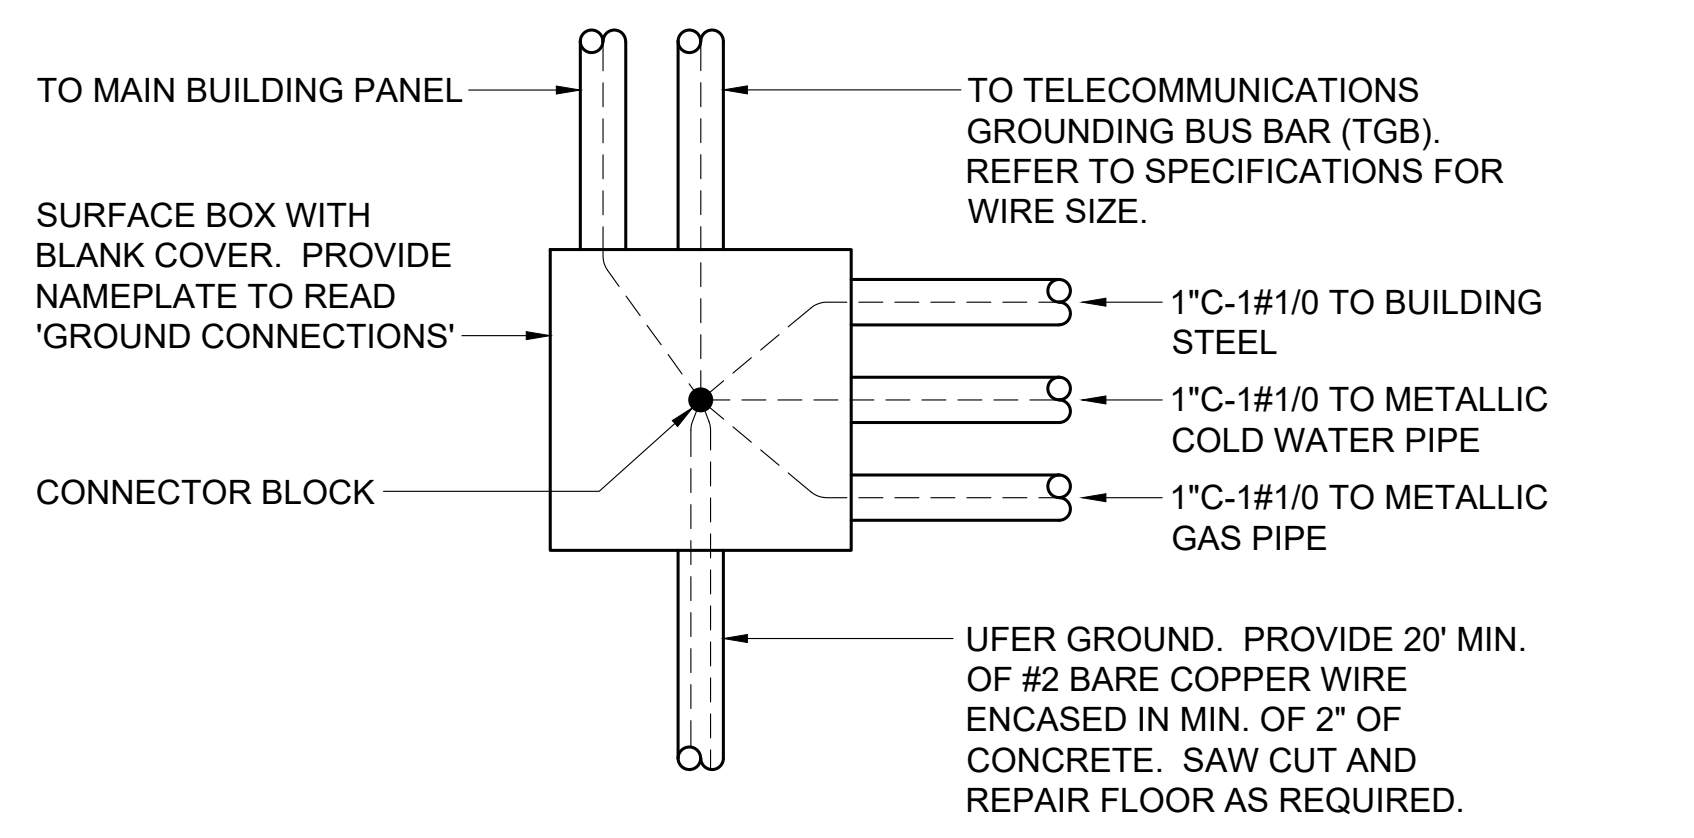 TO MAIN BUILDING PANEL
TO TELECOMMUNICATIONS
GROUNDING BUS BAR (TGB).
REFER TO SPECIFICATIONS FOR
WIRE SIZE.
SURFACE BOX WITH
BLANK COVER.  PROVIDE
NAMEPLATE TO READ
'GROUND CONNECTIONS'
1"C-1#1/0 TO BUILDING
STEEL
1"C-1#1/0 TO METALLIC
COLD WATER PIPE
CONNECTOR BLOCK
1"C-1#1/0 TO METALLIC
GAS PIPE
UFER GROUND.  PROVIDE 20' MIN.
OF #2 BARE COPPER WIRE
ENCASED IN MIN. OF 2" OF
CONCRETE.  SAW CUT AND
REPAIR FLOOR AS REQUIRED.